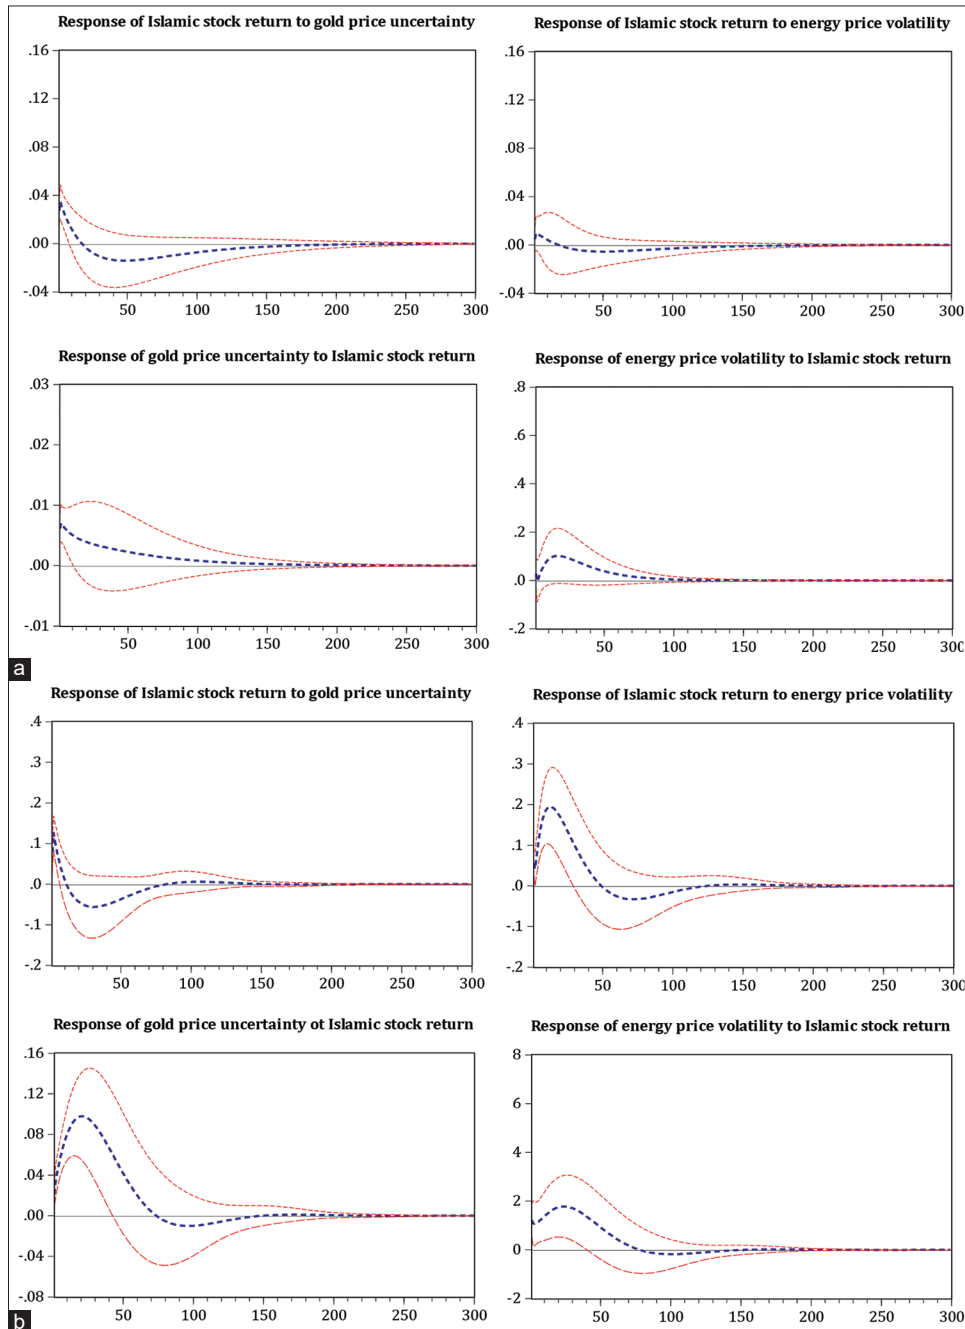 Response of Islamic stock return to gold price uncertainty
.16
.12
.08
.04
.00
-.04
50 100 150 200 250 300
Response of Islamic stock return to energy price volatility
.16
.12
.08
.04
.00
-.04
50 100 150 200 250 300
Response of gold price uncertainty to Islamic stock return
.03
.02
.01
.00
-.01
50 100 150 200 250 300
Response of energy price volatility to Islamic stock return
.8
.6
.4
.2
.0
-.2
50 100 150 200 250 300
a
Response of Islamic stock return to gold price uncertainty
.4
.3
.2
.1
.0
-.1
-.2
50 100 150 200 250 300
Response of Islamic stock return to energy price volatility
.4
.3
.2
.1
.0
-.1
-.2
50 100 150 200 250 300
Response of gold price uncertainty ot Islamic stock return
.16
.12
.08
.04
.00
-.04
-.08
50 100 150 200 250 300
Response of energy price volatility to Islamic stock return
8
6
4
2
0
-2
50 100 150 200 250 300
b